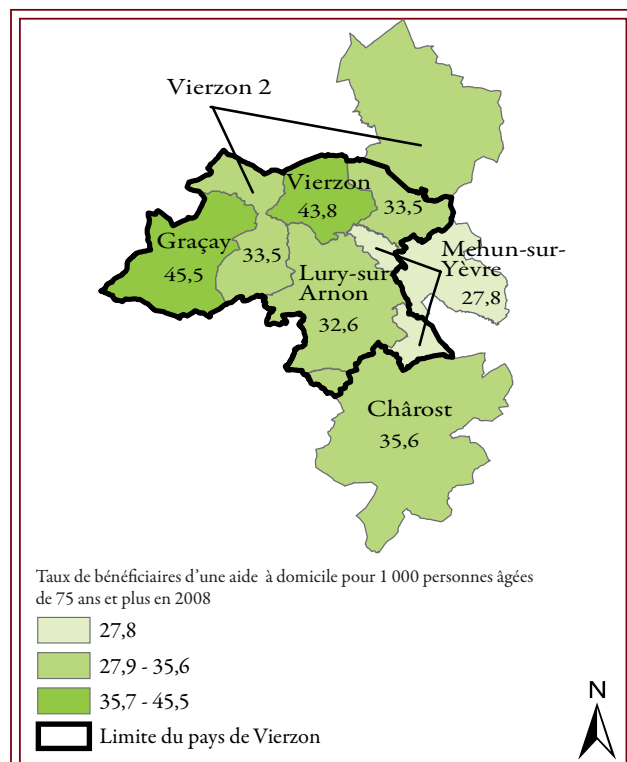 Vierzon 2
Vierzon
43,8
33,5
Graçay
45,5
33,5
Mehun-sur-
Yèvre
27,8
Lury-sur
Arnon
32,6
Chârost
35,6
Taux de bénéficiaires d’une aide à domicile pour 1 000 personnes âgées
de 75 ans et plus en 2008
27,8
27,9 - 35,6
35,7 - 45,5
Limite du pays de Vierzon
N